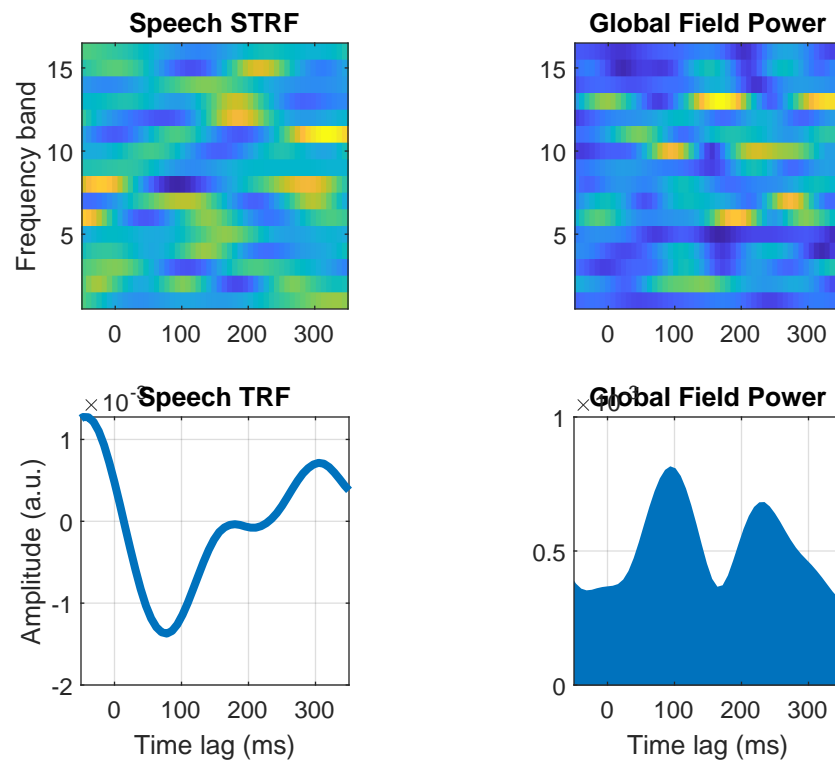 Speech STRF
Frequency band
15
10
5
0 100 200 300
Global Field Power
15
10
5
0 100 200 300
Speech TRF
×10-3
Amplitude (a.u.)
1
0
-1
-2
0 100 200 300
Time lag (ms)
Global Field Power
×10-3
1
0.5
0
0 100 200 300
Time lag (ms)